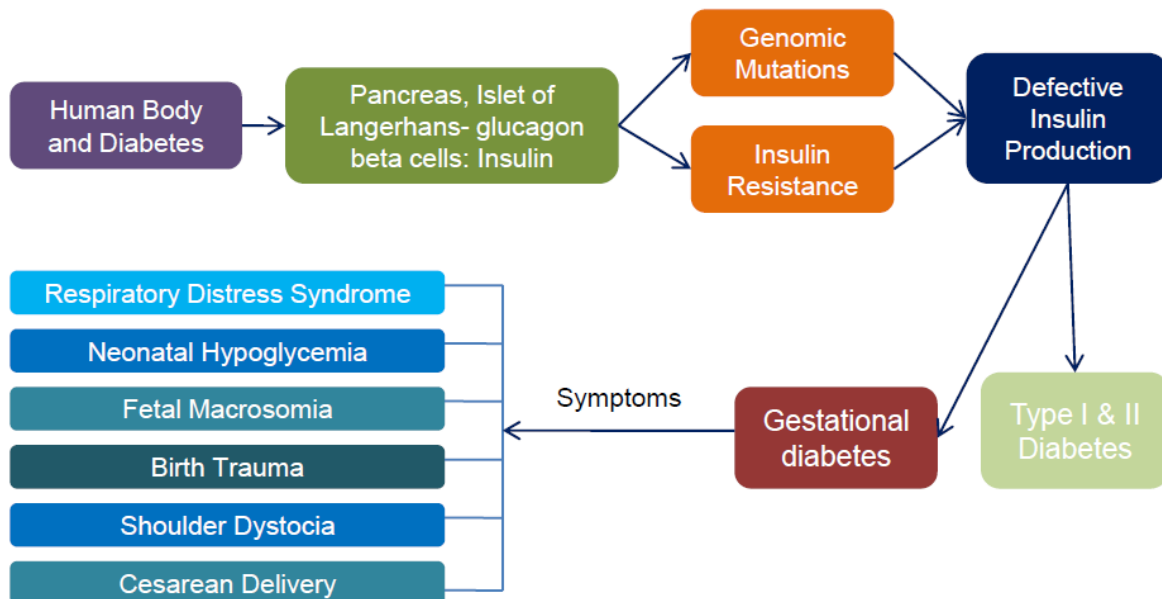 Human Body
and Diabetes
Pancreas, Islet of
Langerhans- glucagon
beta cells: Insulin
Genomic
Mutations
Insulin
Resistance
Defective
Insulin
Production
Type I & II
Diabetes
Gestational
diabetes
Symptoms
Respiratory Distress Syndrome
Neonatal Hypoglycemia
Fetal Macrosomia
Birth Trauma
Shoulder Dystocia
Cesarean Delivery